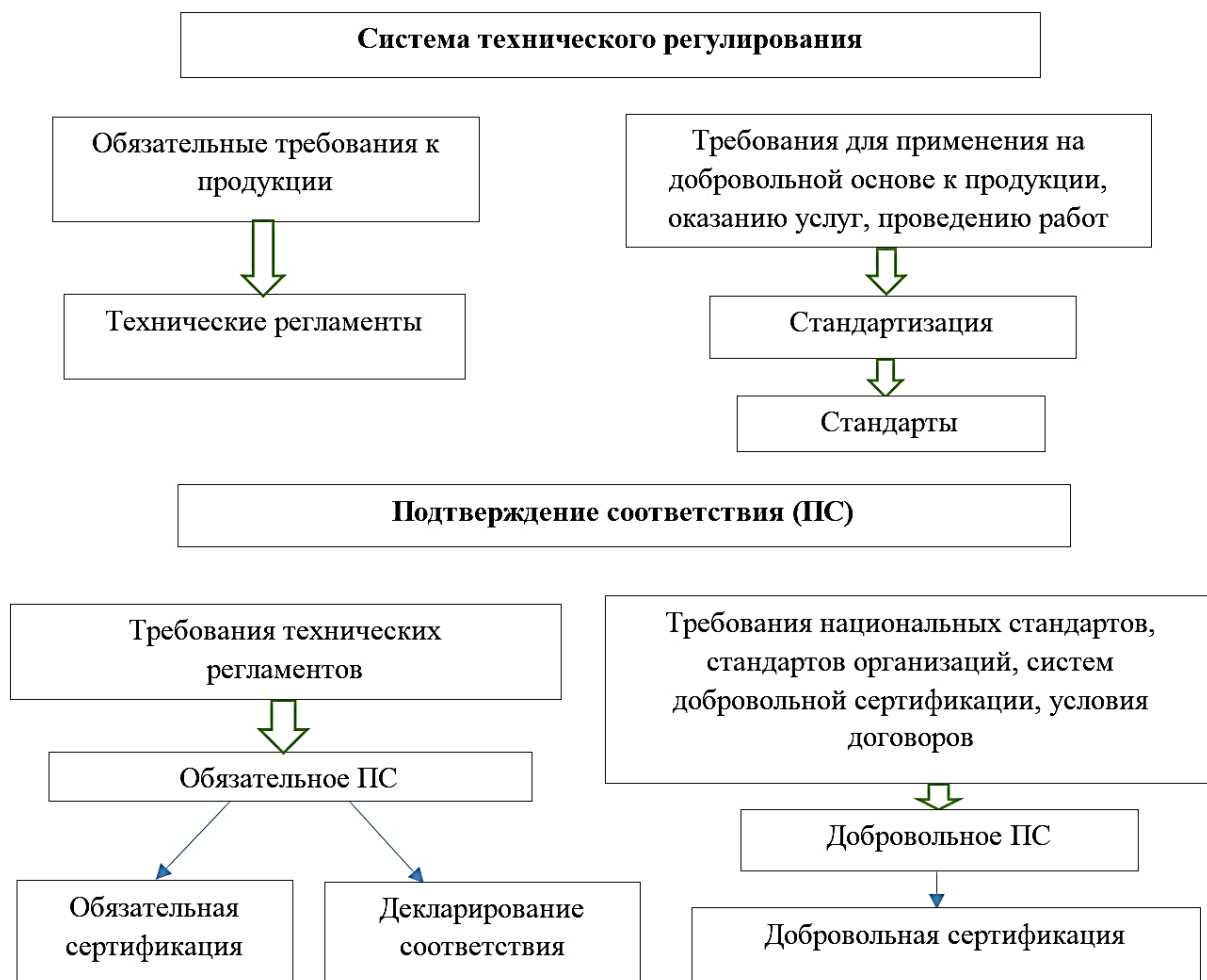 Система технического регулирования
Обязательные требования к
продукции
Требования для применения на
добровольной основе к продукции,
оказанию услуг, проведению работ
Технические регламенты
Стандартизация
Стандарты
Подтверждение соответствия (ПС)
Требования технических
регламентов
Требования национальных стандартов,
стандартов организаций, систем
добровольной сертификации, условия
договоров
Обязательное ПС
Добровольное ПС
Обязательная
сертификация
Декларирование
соответствия
Добровольная сертификация